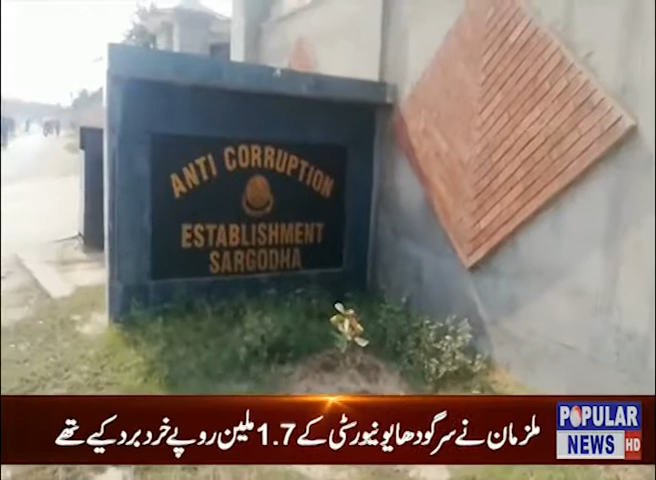 ANTI CORRUPTION
ESTABLISHMENT
SARGODHA
ملزمان نے سرگودھا یونیورسٹی کے 1.7 ملین روپے خرد برد کیے تھے
POPULAR
NEWS HD